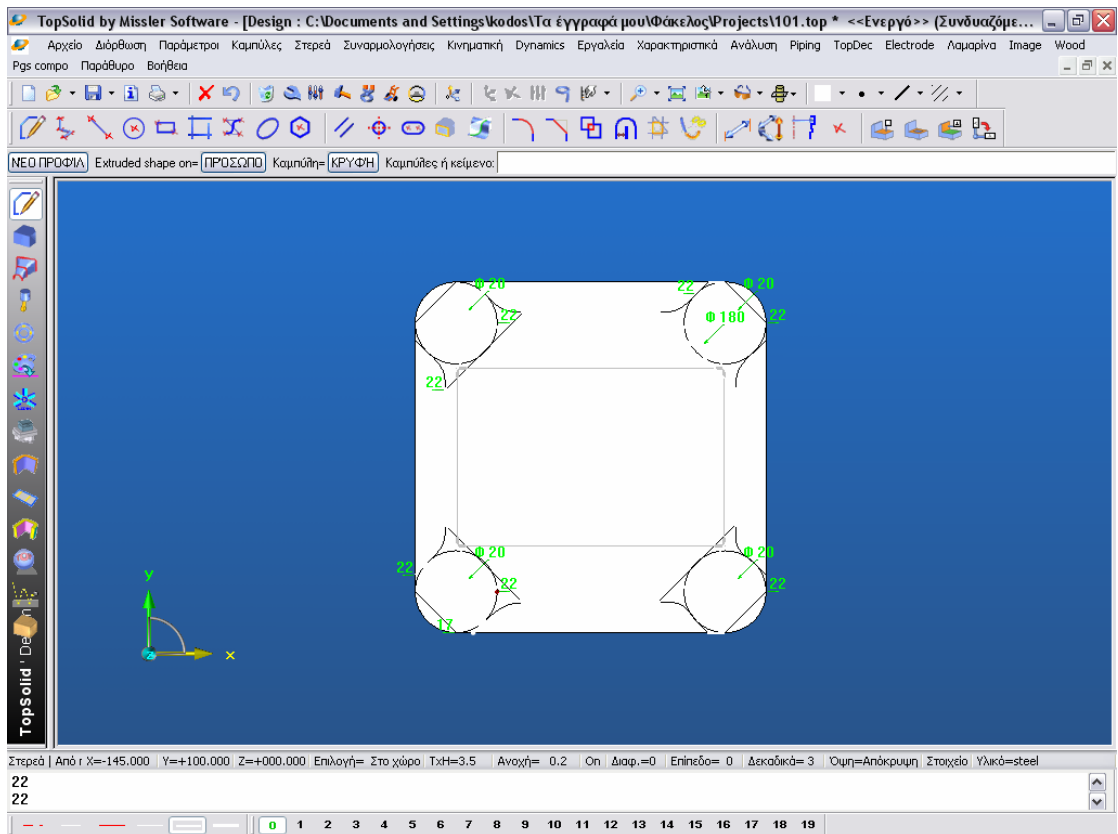 TopSolid by Missler Software - [Design : C:\Documents and Settings\kodos\Τα έγγραφά μου\Φάκελος\Projects\101.top * <<Ενεργό>> (Συνδυαζόμε...
Αρχείο Διόρθωση Παράμετροι Καμπύλες Στερεά Συναρμολογήσεις Κινηματική Dynamics Εργαλεία Χαρακτηριστικά Ανάλυση Piping TopDec Electrode Λαμαρίνα Image Wood
Pgs compo Παράθυρο Βοήθεια
ΝΕΟ ΠΡΟΦΙΛ Extruded shape on= ΠΡΌΣΩΠΟ Καμπύλη= ΚΡΥΦΉ Καμπύλες ή κείμενο:
Φ 20 22 Φ 20
22 Φ 180 22
22
Φ 20 Φ 20
22 22 22
17
y
z x
TopSolid 'De
Στερεά Από г X=-145.000 Y=+100.000 Z=+000.000 Επιλογή= Στο χώρο TxH=3.5 Ανοχή= 0.2 On Διαφ.=0 Επίπεδο= 0 Δεκαδικά= 3 Όψη=Απόκρυψη Στοιχείο Υλικό=steel
22
22
0 1 2 3 4 5 6 7 8 9 10 11 12 13 14 15 16 17 18 19